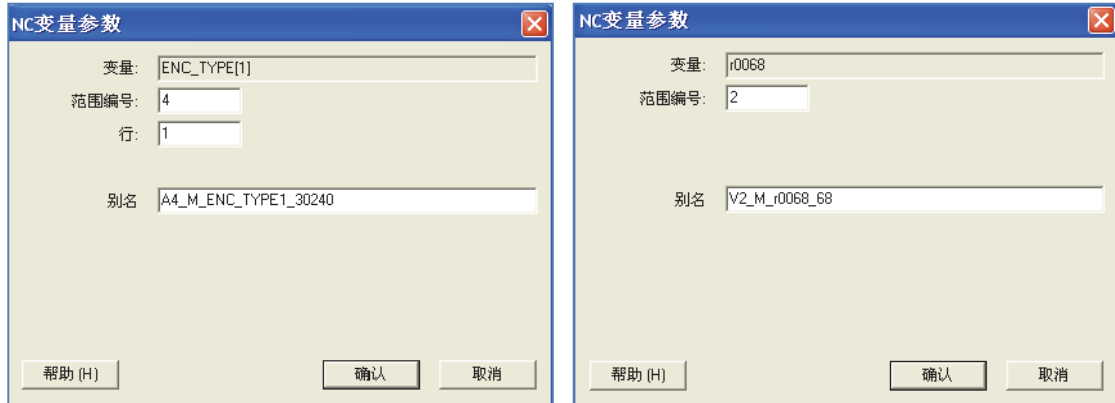 NC变量参数
变量: ENC_TYPE[1]
范围编号: 4
行: 1
别名 A4_M_ENC_TYPE1_30240
帮助 (H) 确认 取消
NC变量参数
变量: r0068
范围编号: 2
别名 V2_M_r0068_68
帮助 (H) 确认 取消